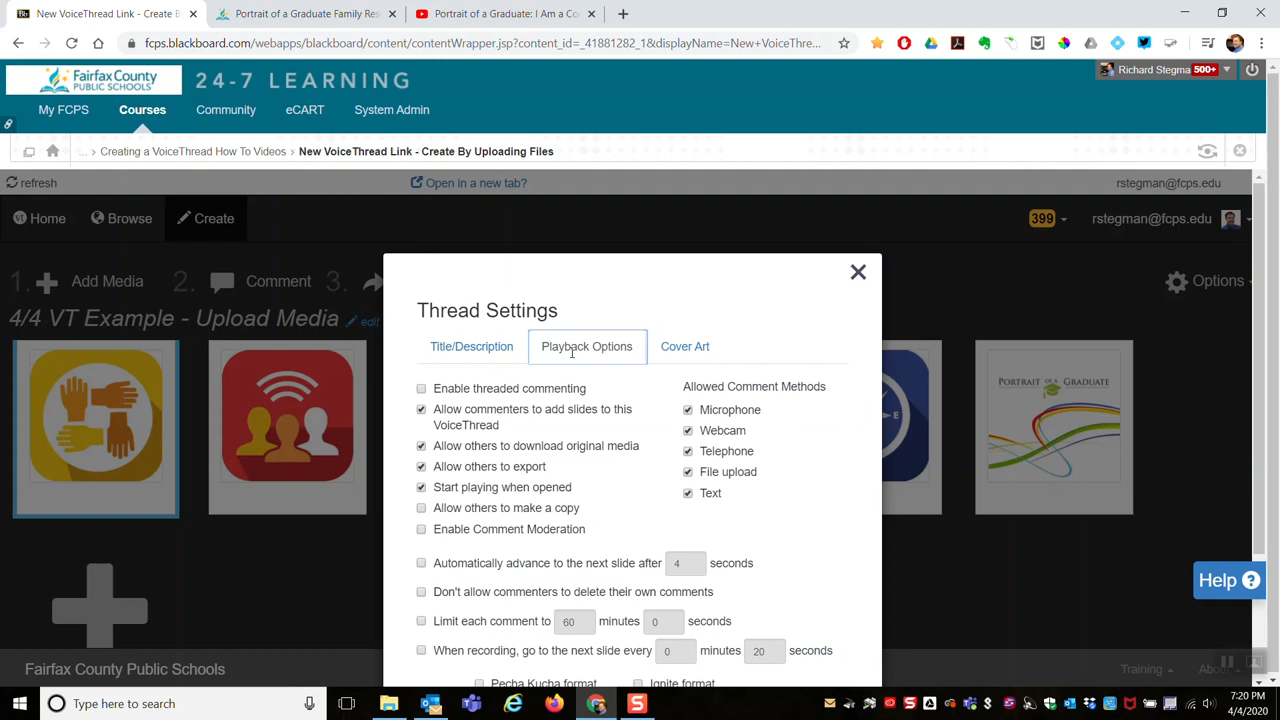 New VoiceThread Link - Create B
Portrait of a Graduate Family Res
Portrait of a Graduate: I Am a Co
fcps.blackboard.com/webapps/blackboard/content/contentWrapper.jsp?content_id=_41881282_1&displayName=New+VoiceThre...
Fairfax County
PUBLIC SCHOOLS
24-7 LEARNING
Richard Stegma 500+
My FCPS Courses Community eCART System Admin
... > Creating a VoiceThread How To Videos > New VoiceThread Link - Create By Uploading Files
refresh
Open in a new tab?
rstegman@fcps.edu
Home Browse Create
399
rstegman@fcps.edu
1. Add Media 2. Comment 3.
Options
4/4 VT Example - Upload Media edit
Thread Settings
Title/Description Playback Options Cover Art
Enable threaded commenting
Allow commenters to add slides to this
VoiceThread
Allow others to download original media
Allow others to export
Start playing when opened
Allow others to make a copy
Enable Comment Moderation
Allowed Comment Methods
Microphone
Webcam
Telephone
File upload
Text
Automatically advance to the next slide after 4 seconds
Don't allow commenters to delete their own comments
Limit each comment to 60 minutes 0 seconds
When recording, go to the next slide every 0 minutes 20 seconds
Pecha Kucha format Ignite format
PORTRAIT OF A GRADUATE
E
Help ?
Fairfax County Public Schools
Training
Type here to search
7:20 PM
4/4/2020